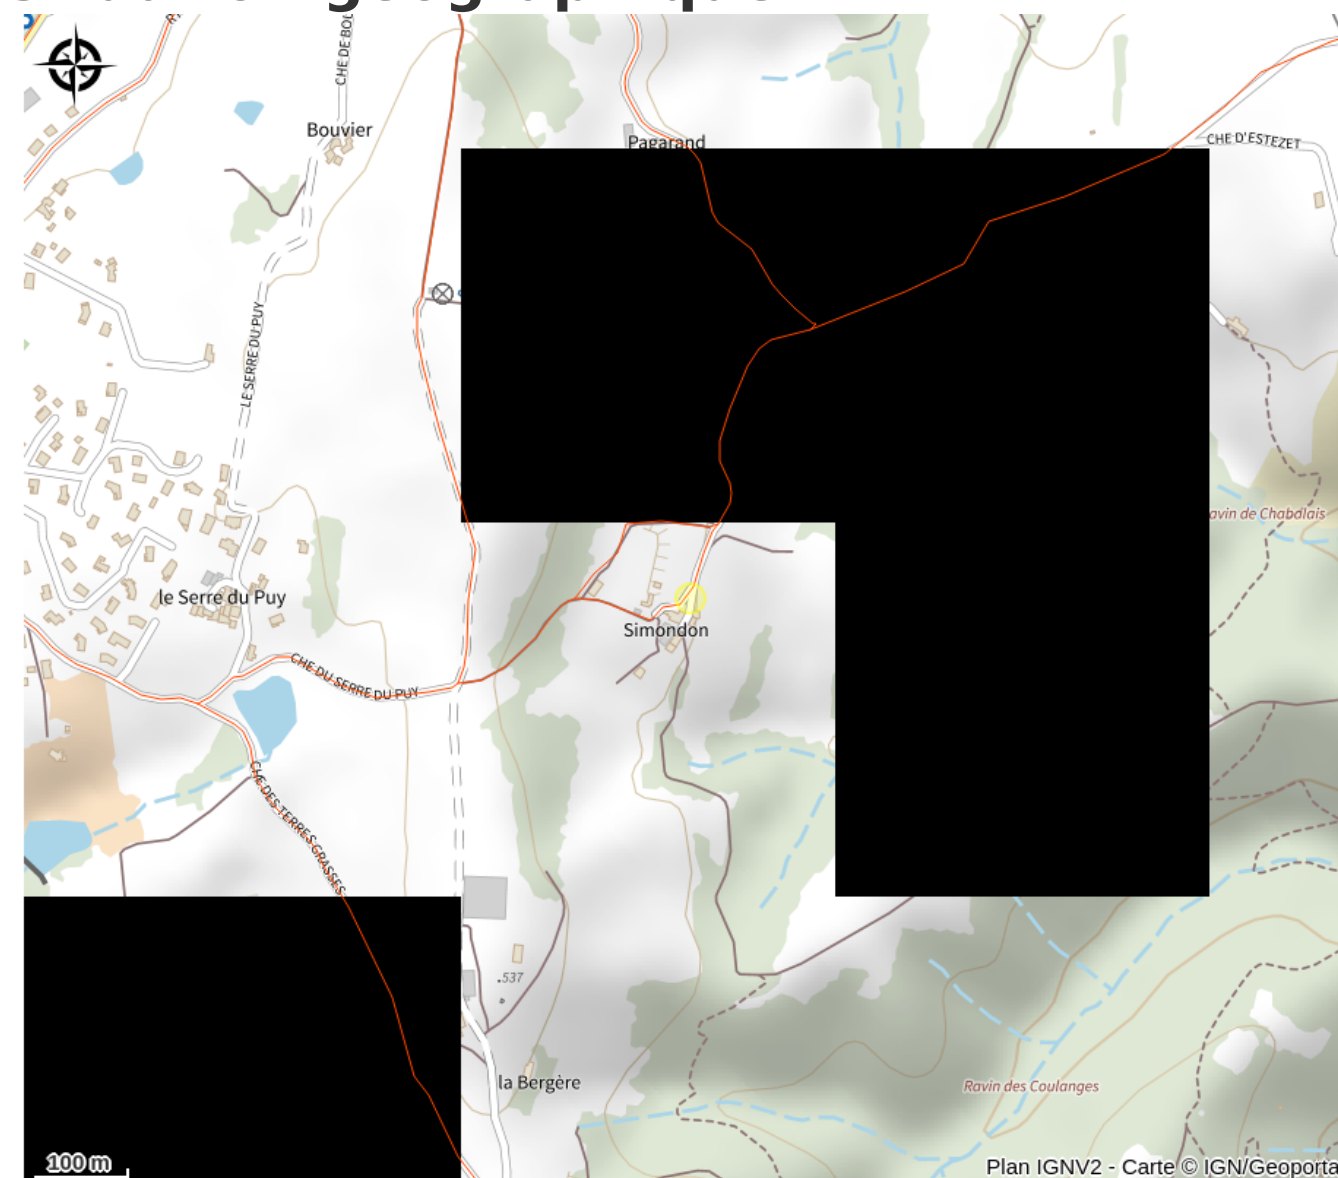 CHE DE BOU
Bouvier
Pagarand
CHE D'ESTEZET
LE SERRE DU PUY
avin de Chabalais
le Serre du Puy
Simondon
CHE DU SERRE DU PUY
CHE DES TERRES GRASSES
.537
la Bergère
Ravin des Coulanges
100 m
Plan IGNV2 - Carte © IGN/Geoporta